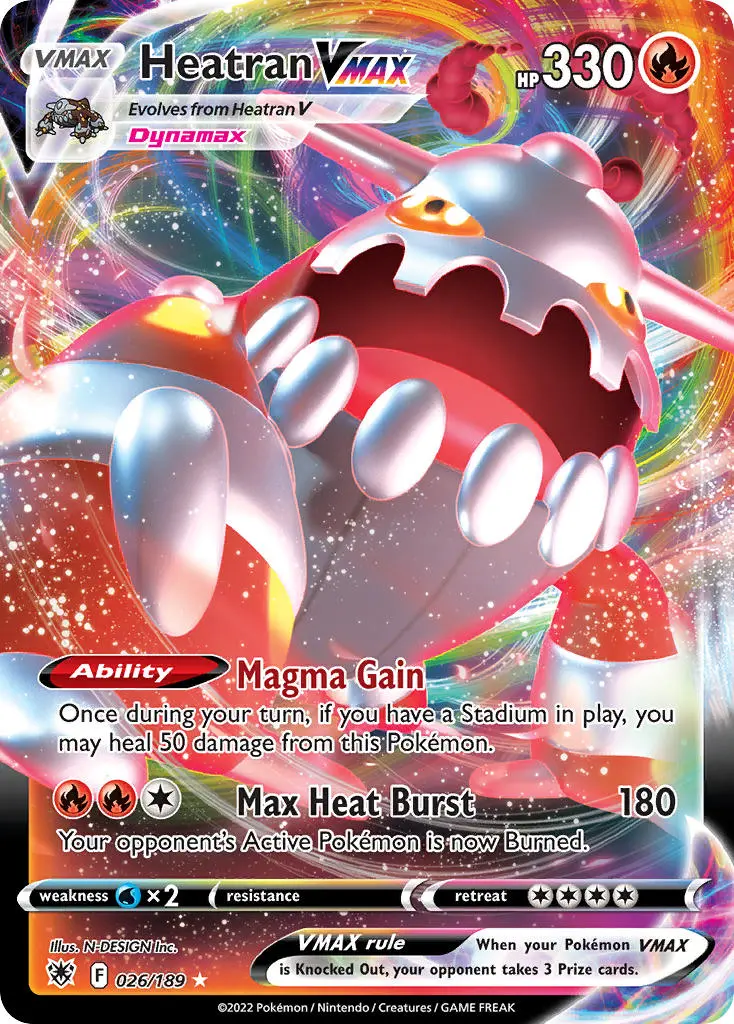 VMAX
Heatran VMAX
HP 330
Evolves from Heatran V
Dynamax
Ability Magma Gain
Once during your turn, if you have a Stadium in play, you
may heal 50 damage from this Pokémon.
Max Heat Burst 180
Your opponent's Active Pokémon is now Burned.
weakness ×2 resistance retreat
Illus. N-DESIGN Inc.
F 026/189
VMAX rule When your Pokémon VMAX
is Knocked Out, your opponent takes 3 Prize cards.
©2022 Pokémon / Nintendo / Creatures / GAME FREAK